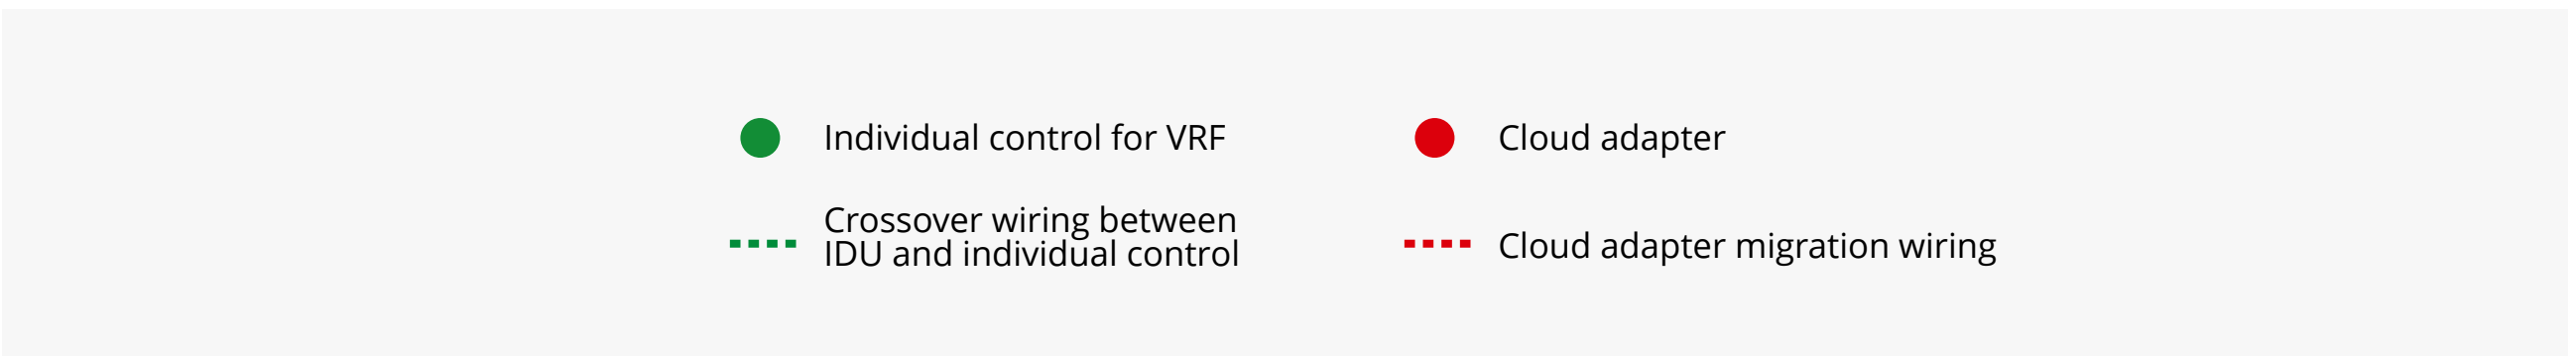 Individual control for VRF
Cloud adapter
Crossover wiring between
IDU and individual control
Cloud adapter migration wiring